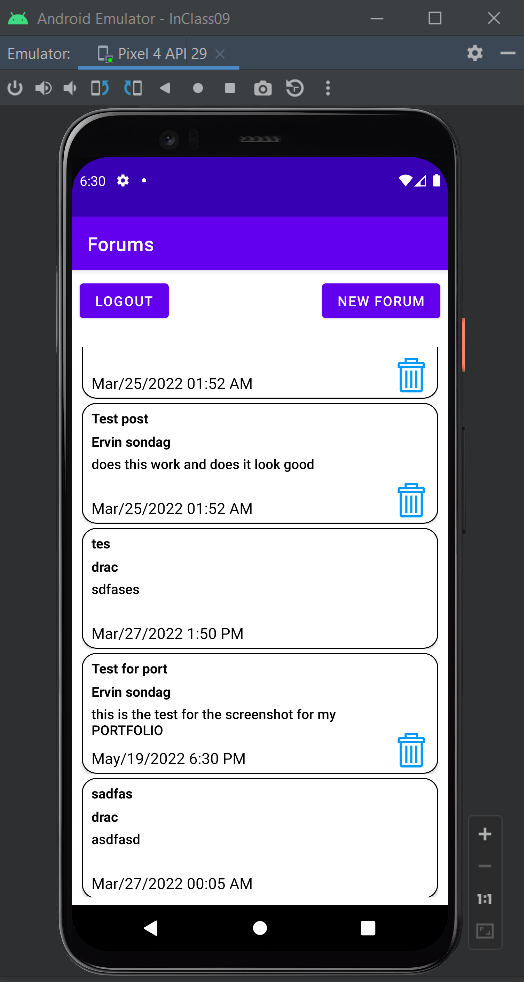 Android Emulator - InClass09
Emulator: Pixel 4 API 29
6:30
Forums
LOGOUT NEW FORUM
Mar/25/2022 01:52 AM
Test post
Ervin sondag
does this work and does it look good
Mar/25/2022 01:52 AM
tes
drac
sdfases
Mar/27/2022 1:50 PM
Test for port
Ervin sondag
this is the test for the screenshot for my
PORTFOLIO
May/19/2022 6:30 PM
sadfas
drac
asdfasd
Mar/27/2022 00:05 AM
1:1